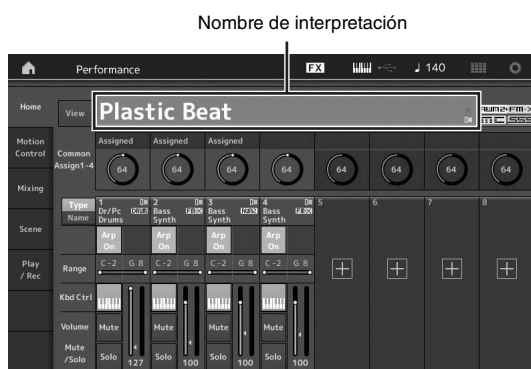 Nombre de interpretación
Performance FX 140
Home View Plastic Beat
Motion Control
Common Assign1-4
Assigned Assigned Assigned
64 64 64 64 64 64 64 64
Mixing
Type Name
1 Dr/Pc Drums
2 Bass Synth
3 Bass Synth
4 Bass Synth
5 6 7 8
Scene
Arp On Arp On Arp On Arp On
Play / Rec
Range C -2 G 8 C -2 G 8 C -2 G 8 C -2 G 8
Kbd Ctrl
Volume Mute Mute Mute Mute
Mute /Solo Solo 127 Solo 100 Solo 100 Solo 100